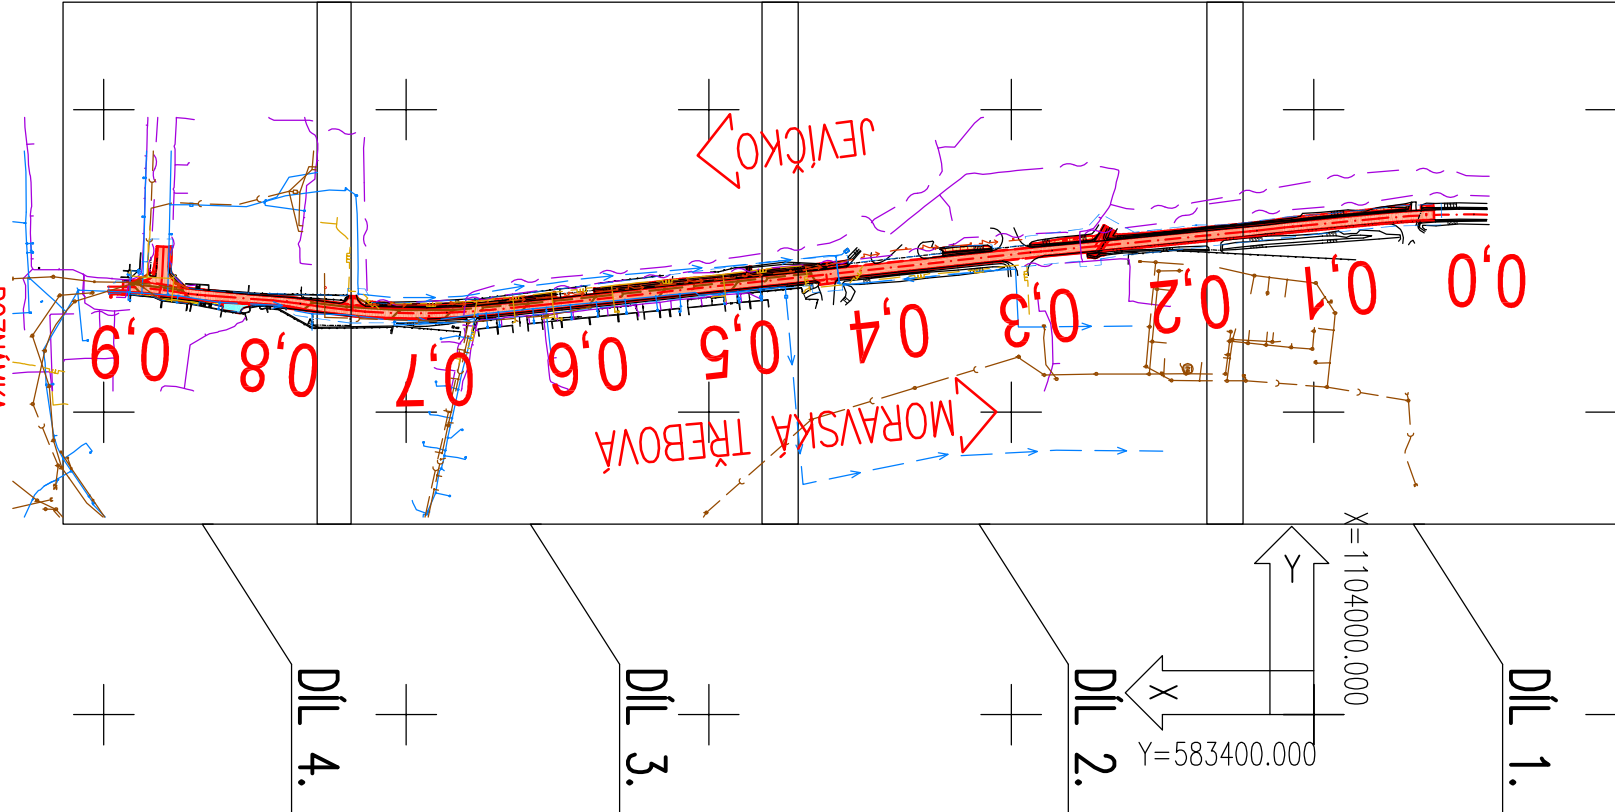 JEVÍČKO
0,9
0,8
0,7
0,6
0,5
0,4
0,3
0,2
0,1
0,0
MORAVSKÁ TŘEBOVÁ
Y
X
X=1104000.000
Y=583400.000
DÍL 4.
DÍL 3.
DÍL 2.
DÍL 1.